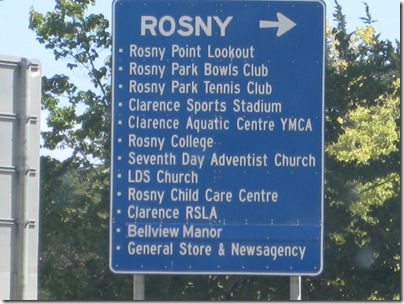 ROSNY →
• Rosny Point Lookout
• Rosny Park Bowls Club
• Rosny Park Tennis Club
• Clarence Sports Stadium
• Clarence Aquatic Centre YMCA
• Rosny College
• Seventh Day Adventist Church
• LDS Church
• Rosny Child Care Centre
• Clarence RSLA
• Bellview Manor
• General Store & Newsagency